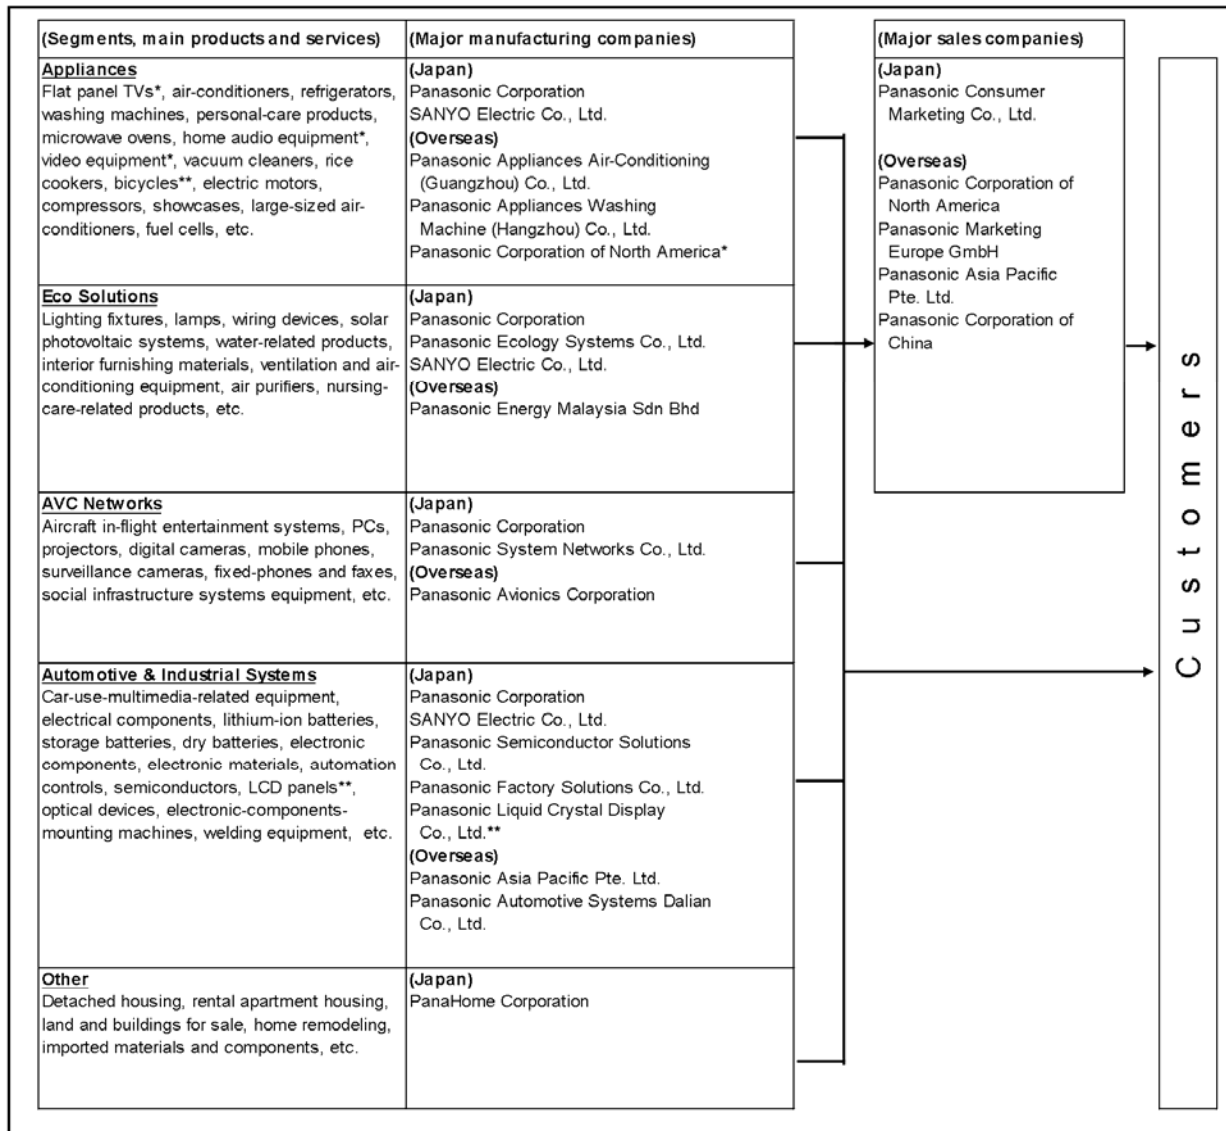 (Segments, main products and services)
(Major manufacturing companies)
(Major sales companies)
Appliances
Flat panel TVs*, air-conditioners, refrigerators,
washing machines, personal-care products,
microwave ovens, home audio equipment*,
video equipment*, vacuum cleaners, rice
cookers, bicycles**, electric motors,
compressors, showcases, large-sized air-
conditioners, fuel cells, etc.
(Japan)
Panasonic Corporation
SANYO Electric Co., Ltd.
(Overseas)
Panasonic Appliances Air-Conditioning
(Guangzhou) Co., Ltd.
Panasonic Appliances Washing
Machine (Hangzhou) Co., Ltd.
Panasonic Corporation of North America*
Eco Solutions
Lighting fixtures, lamps, wiring devices, solar
photovoltaic systems, water-related products,
interior furnishing materials, ventilation and air-
conditioning equipment, air purifiers, nursing-
care-related products, etc.
(Japan)
Panasonic Corporation
Panasonic Ecology Systems Co., Ltd.
SANYO Electric Co., Ltd.
(Overseas)
Panasonic Energy Malaysia Sdn Bhd
AVC Networks
Aircraft in-flight entertainment systems, PCs,
projectors, digital cameras, mobile phones,
surveillance cameras, fixed-phones and faxes,
social infrastructure systems equipment, etc.
(Japan)
Panasonic Corporation
Panasonic System Networks Co., Ltd.
(Overseas)
Panasonic Avionics Corporation
Automotive & Industrial Systems
Car-use-multimedia-related equipment,
electrical components, lithium-ion batteries,
storage batteries, dry batteries, electronic
components, electronic materials, automation
controls, semiconductors, LCD panels**,
optical devices, electronic-components-
mounting machines, welding equipment, etc.
(Japan)
Panasonic Corporation
SANYO Electric Co., Ltd.
Panasonic Semiconductor Solutions
Co., Ltd.
Panasonic Factory Solutions Co., Ltd.
Panasonic Liquid Crystal Display
Co., Ltd.**
(Overseas)
Panasonic Asia Pacific Pte. Ltd.
Panasonic Automotive Systems Dalian
Co., Ltd.
Other
Detached housing, rental apartment housing,
land and buildings for sale, home remodeling,
imported materials and components, etc.
(Japan)
PanaHome Corporation
(Japan)
Panasonic Consumer
Marketing Co., Ltd.
(Overseas)
Panasonic Corporation of
North America
Panasonic Marketing
Europe GmbH
Panasonic Asia Pacific
Pte. Ltd.
Panasonic Corporation of
China
Customers